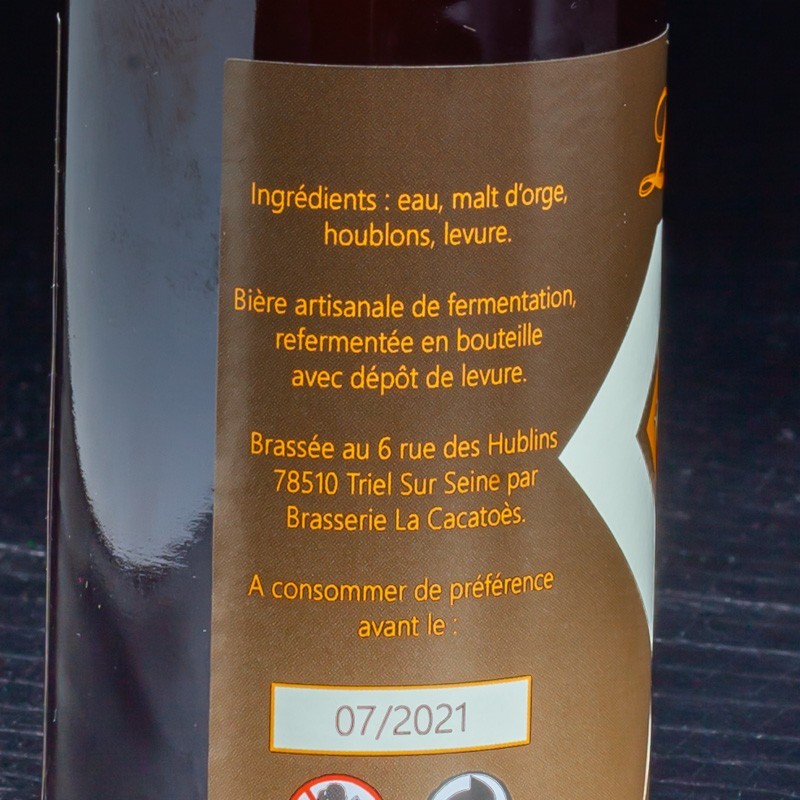 Ingrédients : eau, malt d'orge,
houblons, levure.
Bière artisanale de fermentation,
refermentée en bouteille
avec dépôt de levure.
Brassée au 6 rue des Hublins
78510 Triel Sur Seine par
Brasserie La Cacatoès.
A consommer de préférence
avant le :
07/2021